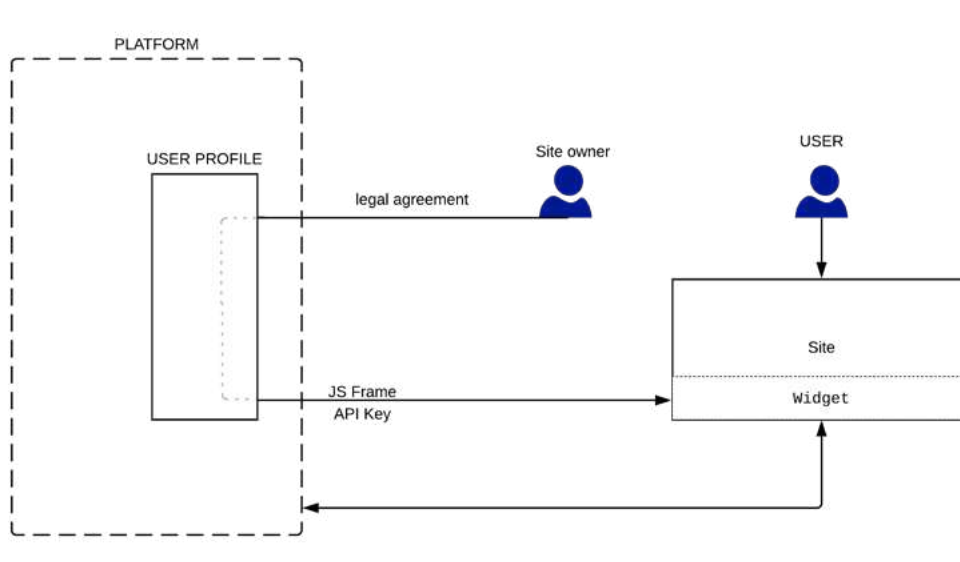 PLATFORM
USER PROFILE
Site owner
USER
legal agreement
Site
JS Frame
API Key
Widget